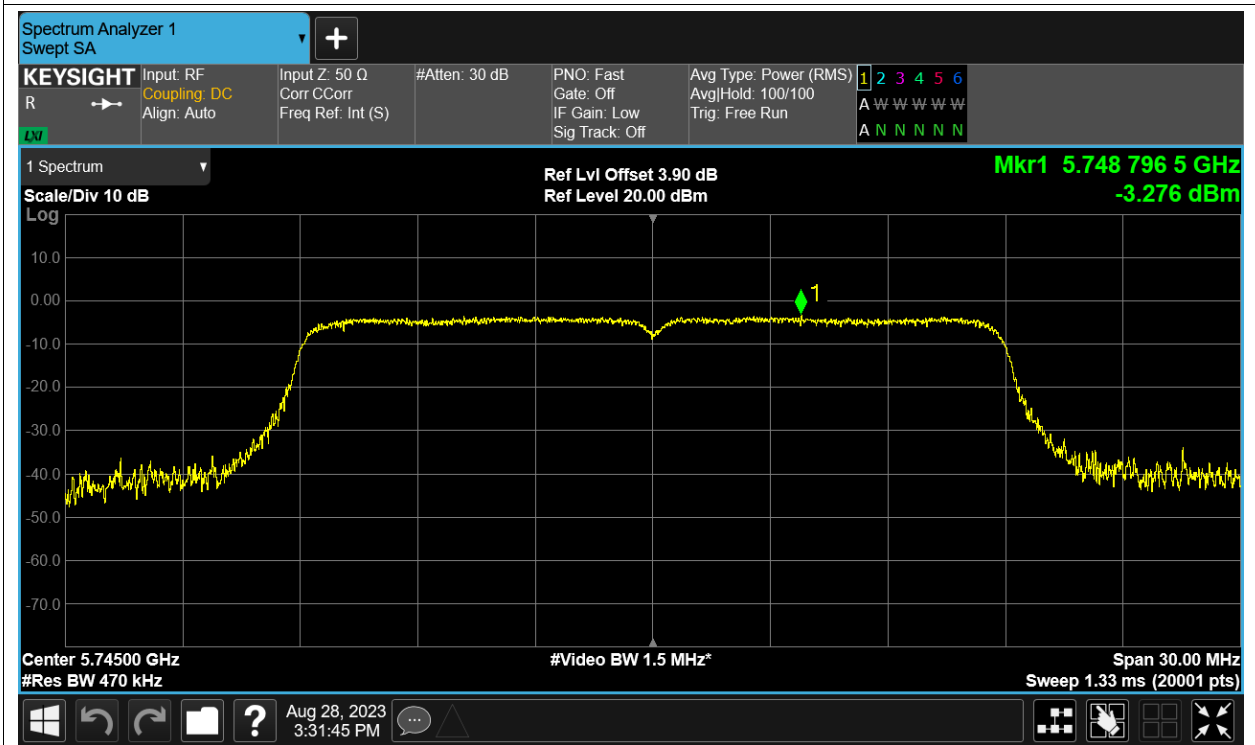 Spectrum Analyzer 1
Swept SA
KEYSIGHT
R
LXI
Input: RF
Coupling: DC
Align: Auto
Input Z: 50 Ω
Corr CCorr
Freq Ref: Int (S)
#Atten: 30 dB
PNO: Fast
Gate: Off
IF Gain: Low
Sig Track: Off
Avg Type: Power (RMS)
Avg|Hold: 100/100
Trig: Free Run
1 2 3 4 5 6
A W W W W W
A N N N N N
1 Spectrum
Scale/Div 10 dB
Log
Ref Lvl Offset 3.90 dB
Ref Level 20.00 dBm
Mkr1 5.748 796 5 GHz
-3.276 dBm
10.0
0.00
-10.0
-20.0
-30.0
-40.0
-50.0
-60.0
-70.0
1
Center 5.74500 GHz
#Res BW 470 kHz
#Video BW 1.5 MHz*
Span 30.00 MHz
Sweep 1.33 ms (20001 pts)
?
Aug 28, 2023
3:31:45 PM